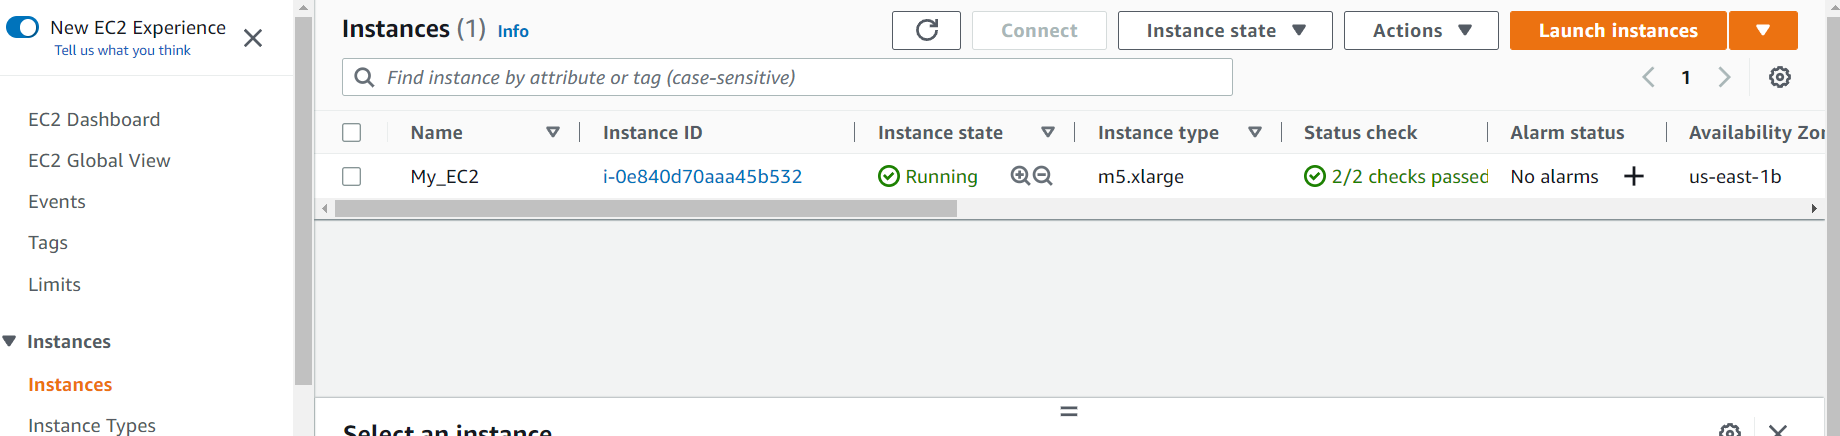 New EC2 Experience
Tell us what you think
EC2 Dashboard
EC2 Global View
Events
Tags
Limits
Instances
Instances
Instance Types
Instances (1) Info
Connect
Instance state
Actions
Launch instances
Find instance by attribute or tag (case-sensitive)
1
Name Instance ID Instance state Instance type Status check Alarm status Availability Zo
My_EC2 i-0e840d70aaa45b532 Running m5.xlarge 2/2 checks passed No alarms + us-east-1b
Select an instance